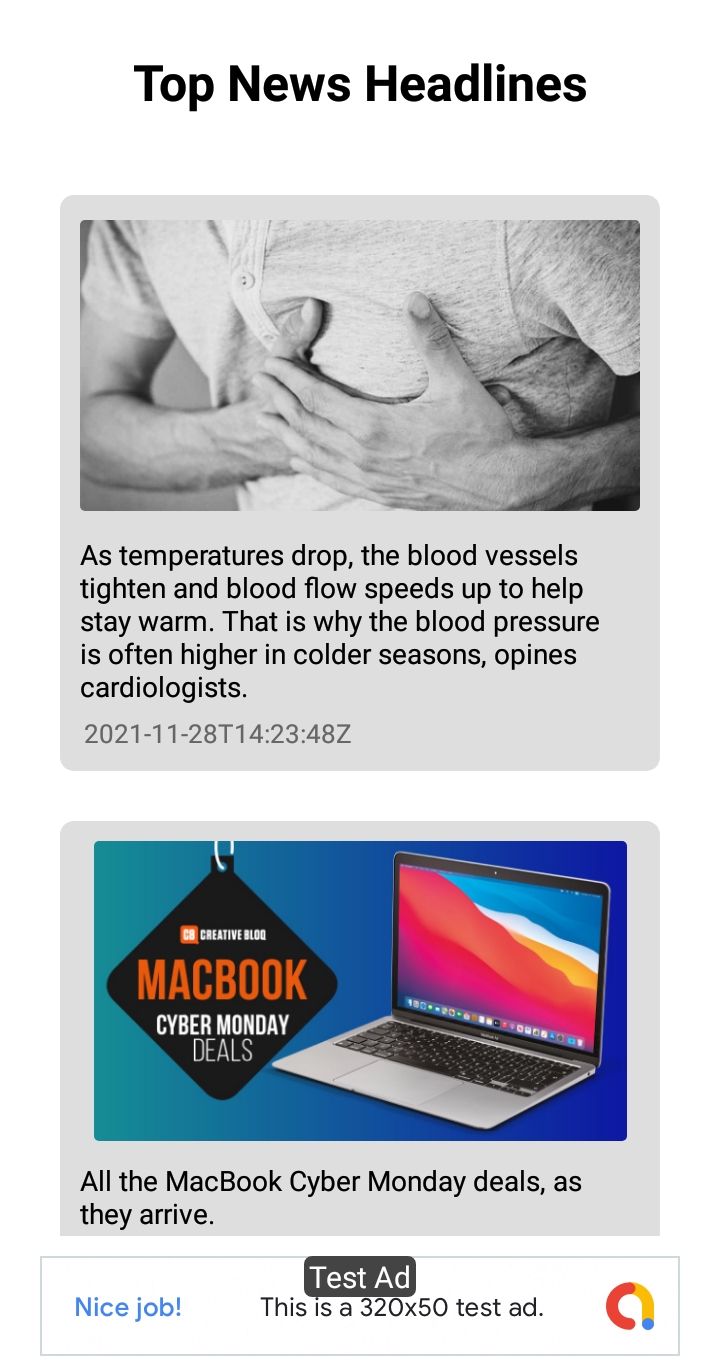 Top News Headlines
As temperatures drop, the blood vessels
tighten and blood flow speeds up to help
stay warm. That is why the blood pressure
is often higher in colder seasons, opines
cardiologists.
2021-11-28T14:23:48Z
CB CREATIVE BLOQ
MACBOOK
CYBER MONDAY
DEALS
All the MacBook Cyber Monday deals, as
they arrive.
Test Ad
Nice job! This is a 320x50 test ad.